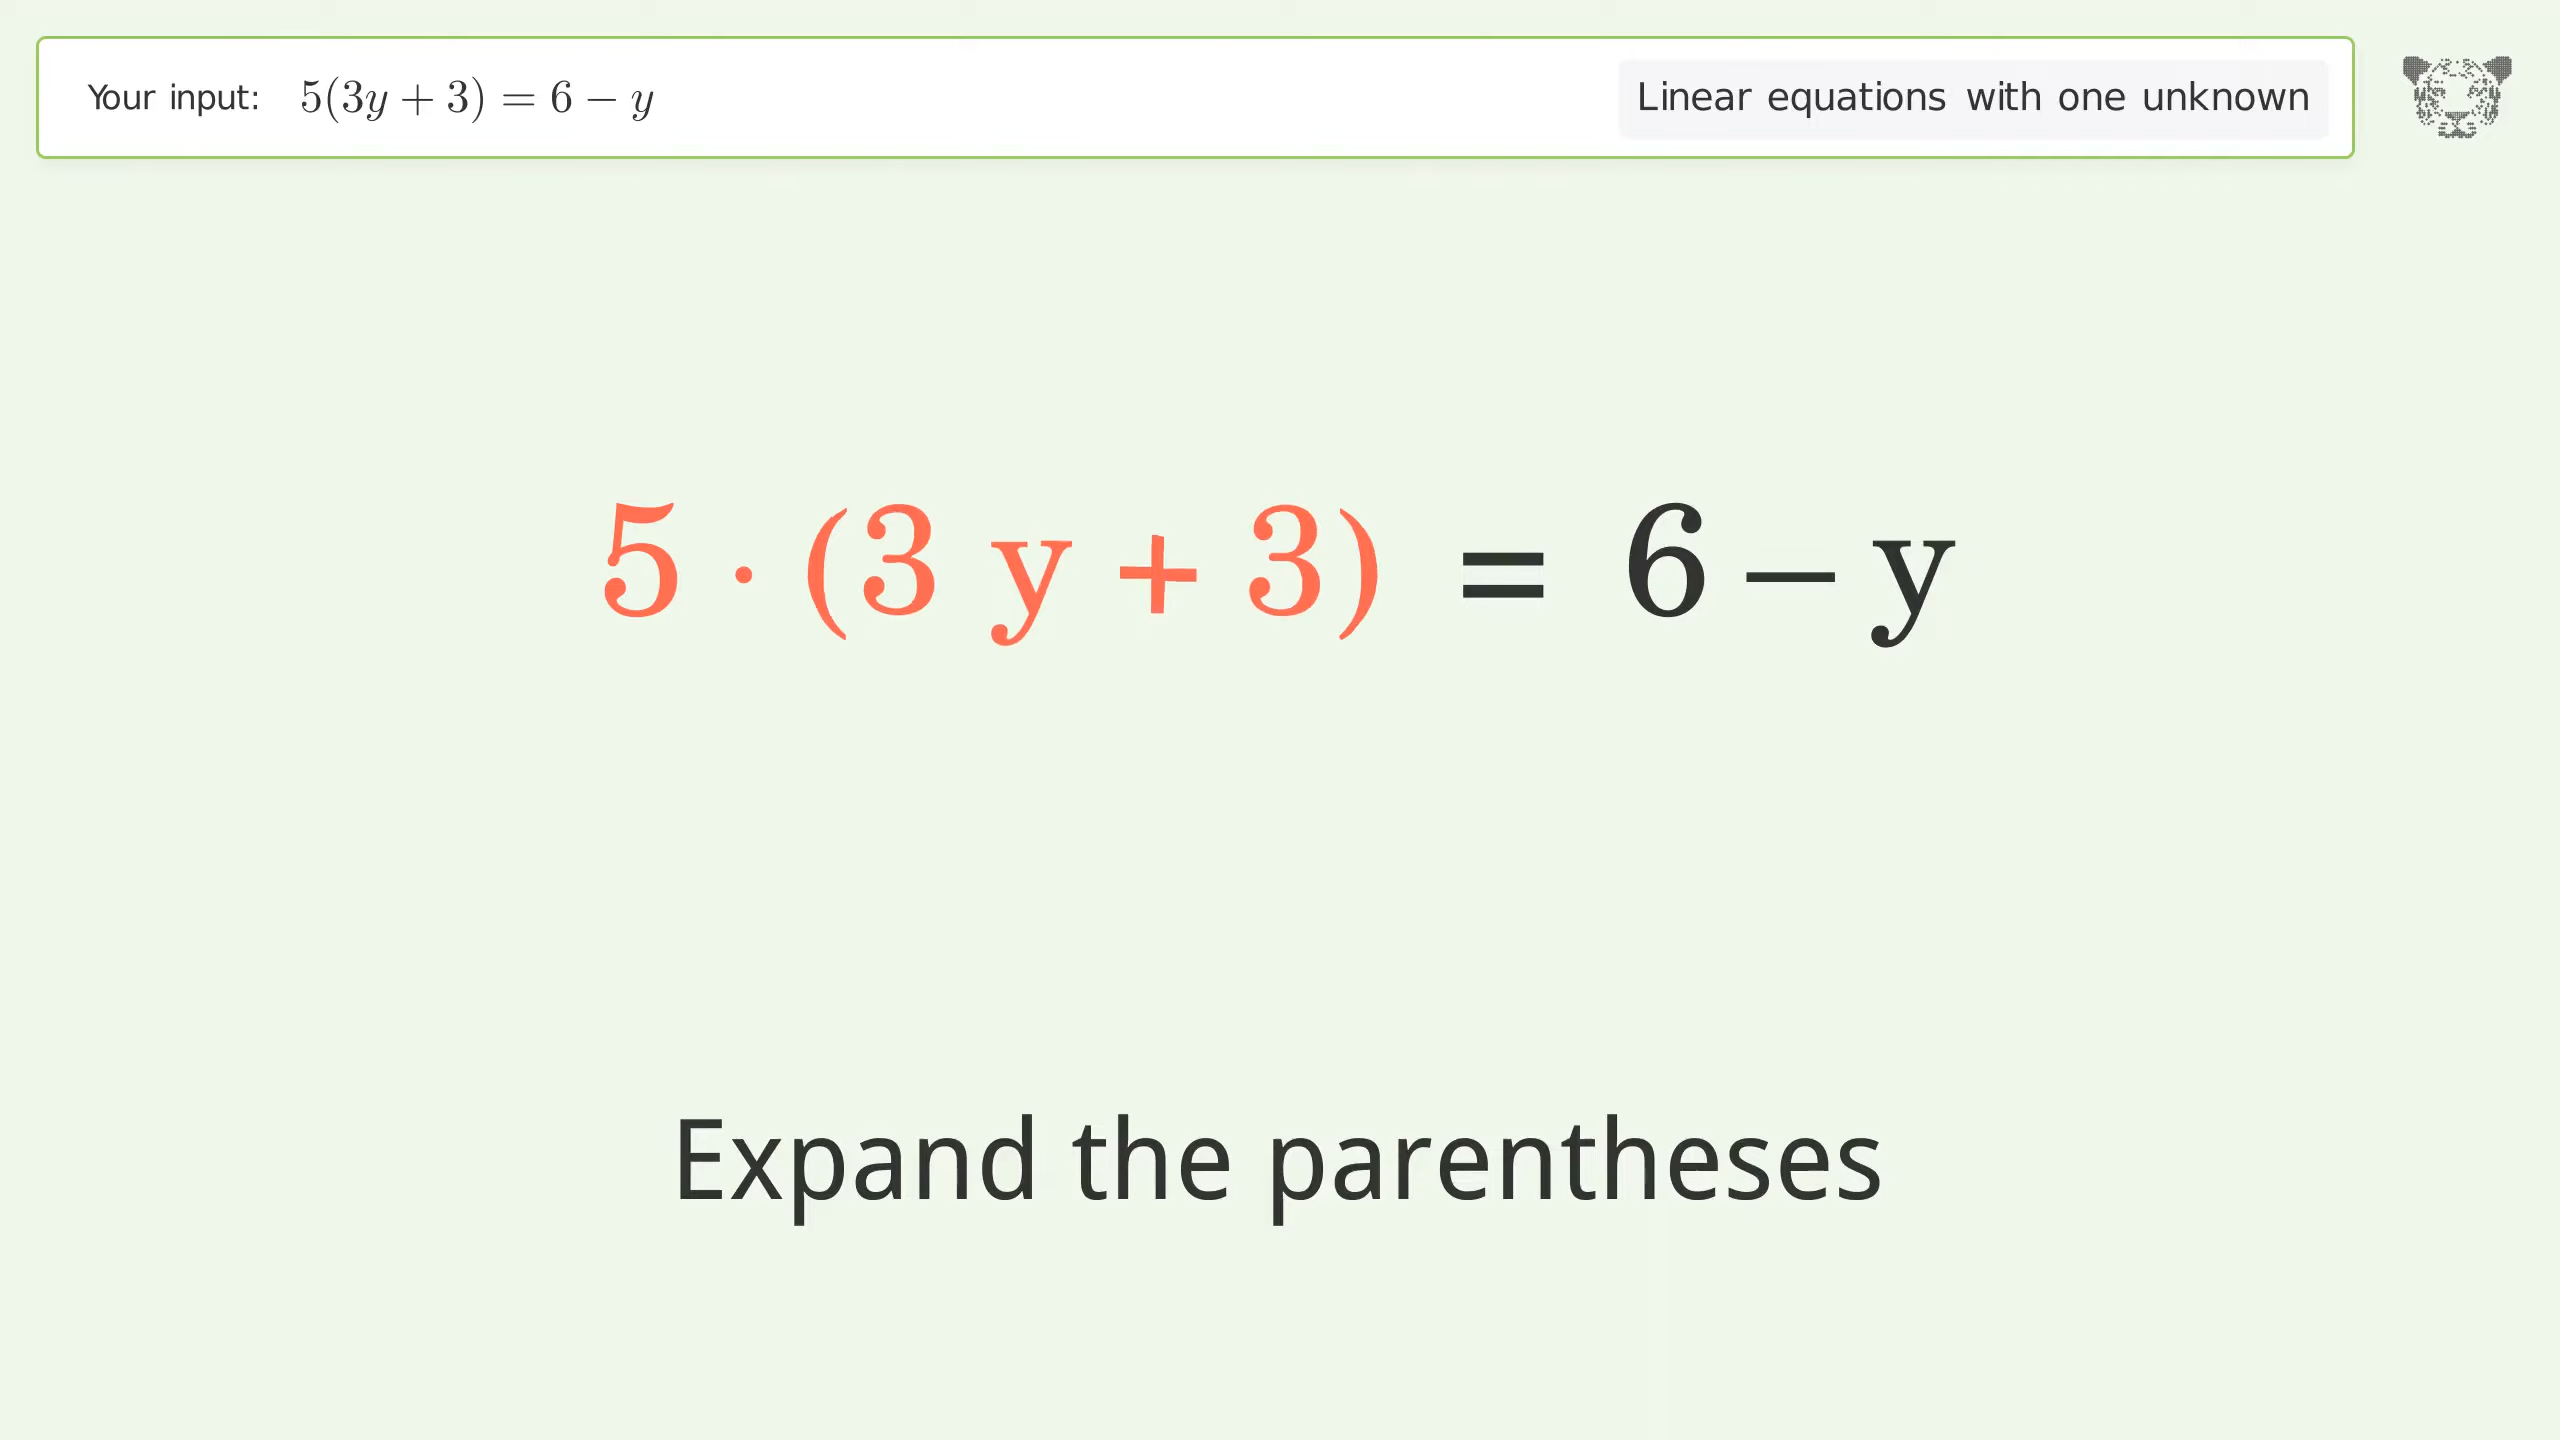 Your input: 5(3y + 3) = 6 − y
Linear equations with one unknown
5 · (3 y + 3) = 6 − y
Expand the parentheses